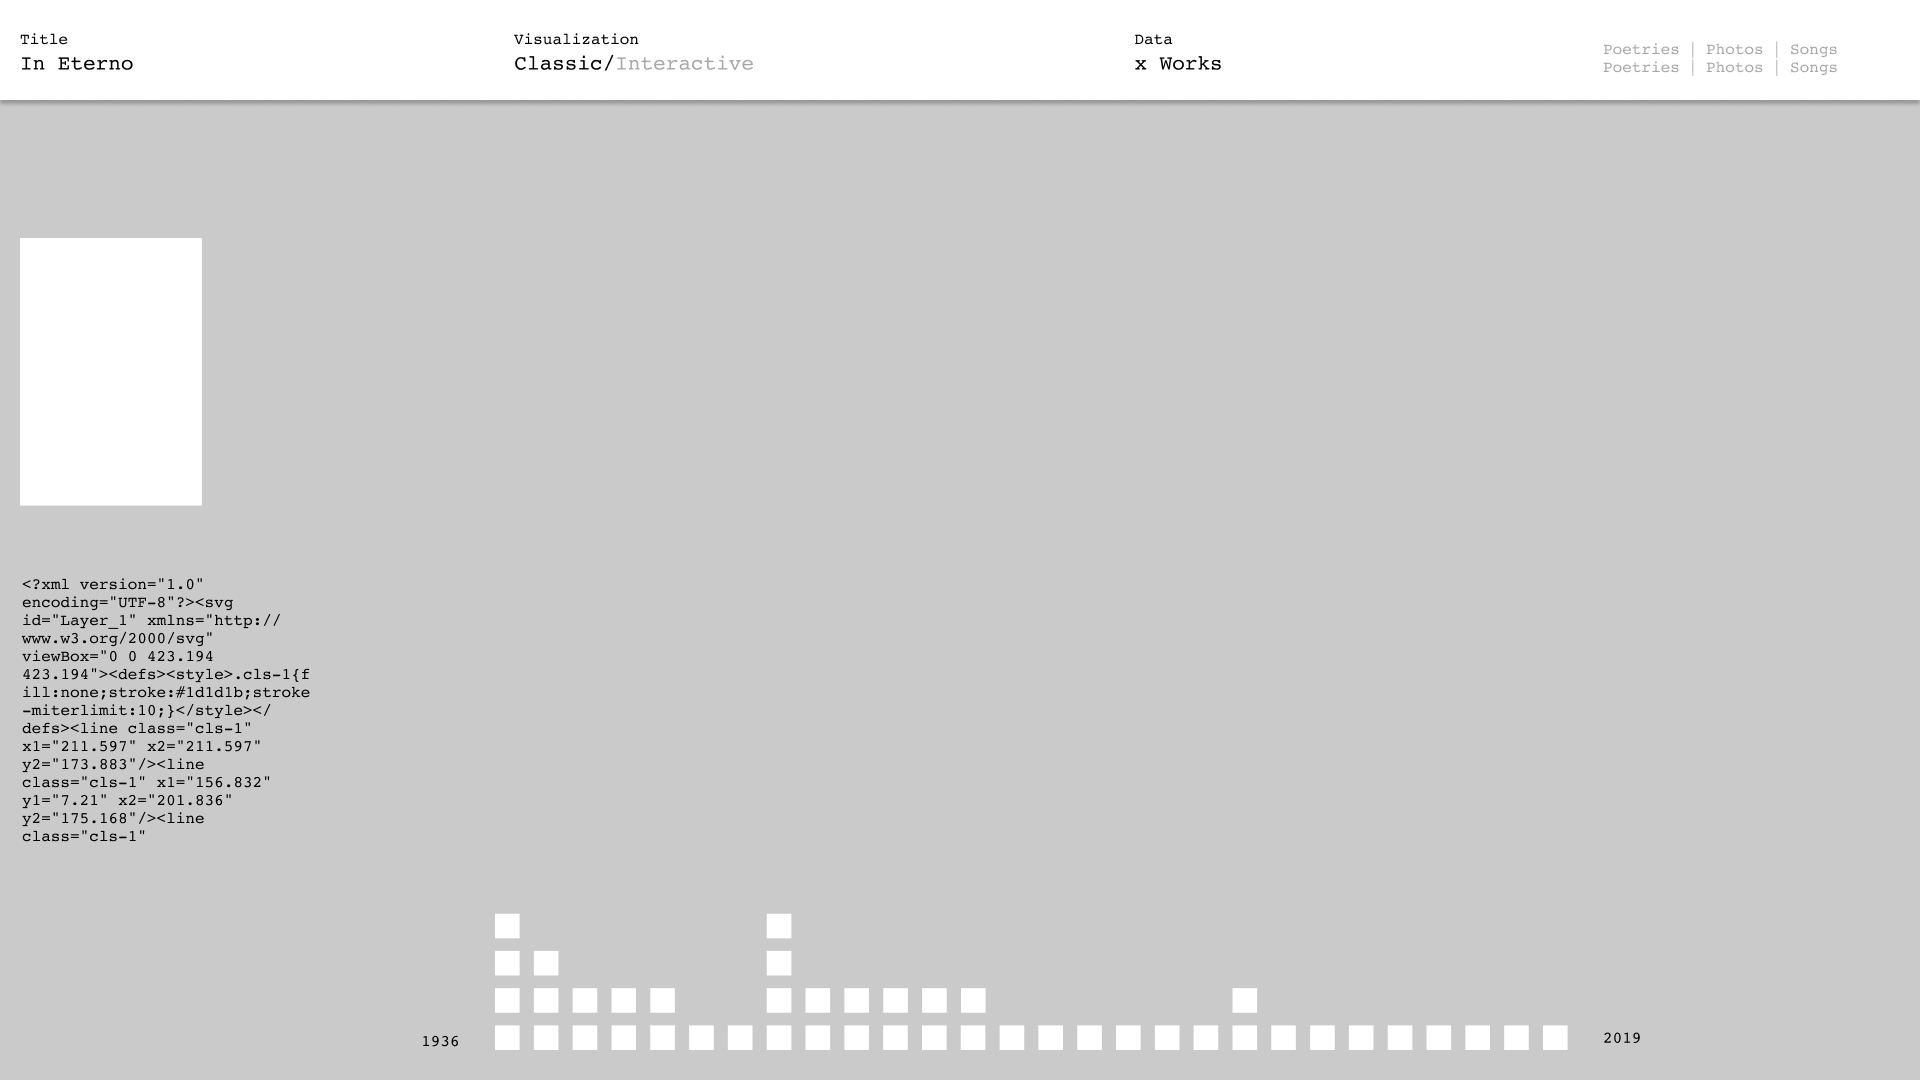 Title
In Eterno
Visualization
Classic/Interactive
Data
x Works
Poetries | Photos | Songs
Poetries | Photos | Songs
<?xml version="1.0"
encoding="UTF-8"?><svg
id="Layer_1" xmlns="http://
www.w3.org/2000/svg"
viewBox="0 0 423.194
423.194"><defs><style>.cls-1{f
ill:none;stroke:#1d1d1b;stroke
-miterlimit:10;}</style></
defs><line class="cls-1"
x1="211.597" x2="211.597"
y2="173.883"/><line
class="cls-1" x1="156.832"
y1="7.21" x2="201.836"
y2="175.168"/><line
class="cls-1"
1936
2019